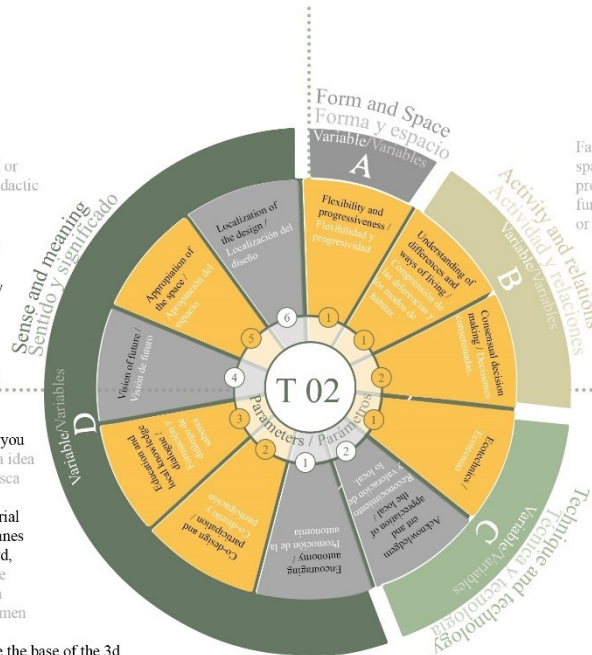 Form and Space
Forma y espacio
Variable/Variables
A
Activity and relations
Actividad y relaciones
Variable/Variables
B
Technique and technology
Técnica y tecnología
Variable/Variables
C
Sense and meaning
Sentido y significado
Variable/Variables
D
Flexibility and
progressiveness /
Flexibilidad y
progresividad
Understanding of
differences and
ways of living /
Comprensión de
las diferencias y
los modos de
habitar
Consensual decision
making / Decisiones
consensuadas
Ecotechnics /
Ecotecnias
Acknowledgem
ent and
appreciation of
the local /
Reconocimiento
y valoración de
lo local
Encouraging
autonomy /
Promoción de la
autonomía
Co-design and
participation /
Co-diseño y
participación
Education and
local knowledge
dialogue /
Formación y
diálogo de
saberes
Vision of future /
Visión de futuro
Appropiation of
the space /
Apropiación del
espacio
Localization of
the design /
Localización del
diseño
1
1
2
1
2
1
2
3
4
5
6
T 02
Parameters / Parámetros
or
dactic
you
idea
sca
rial
nes
rd,
e
men
e the base of the 3d
Fa
spa
pro
fun
or